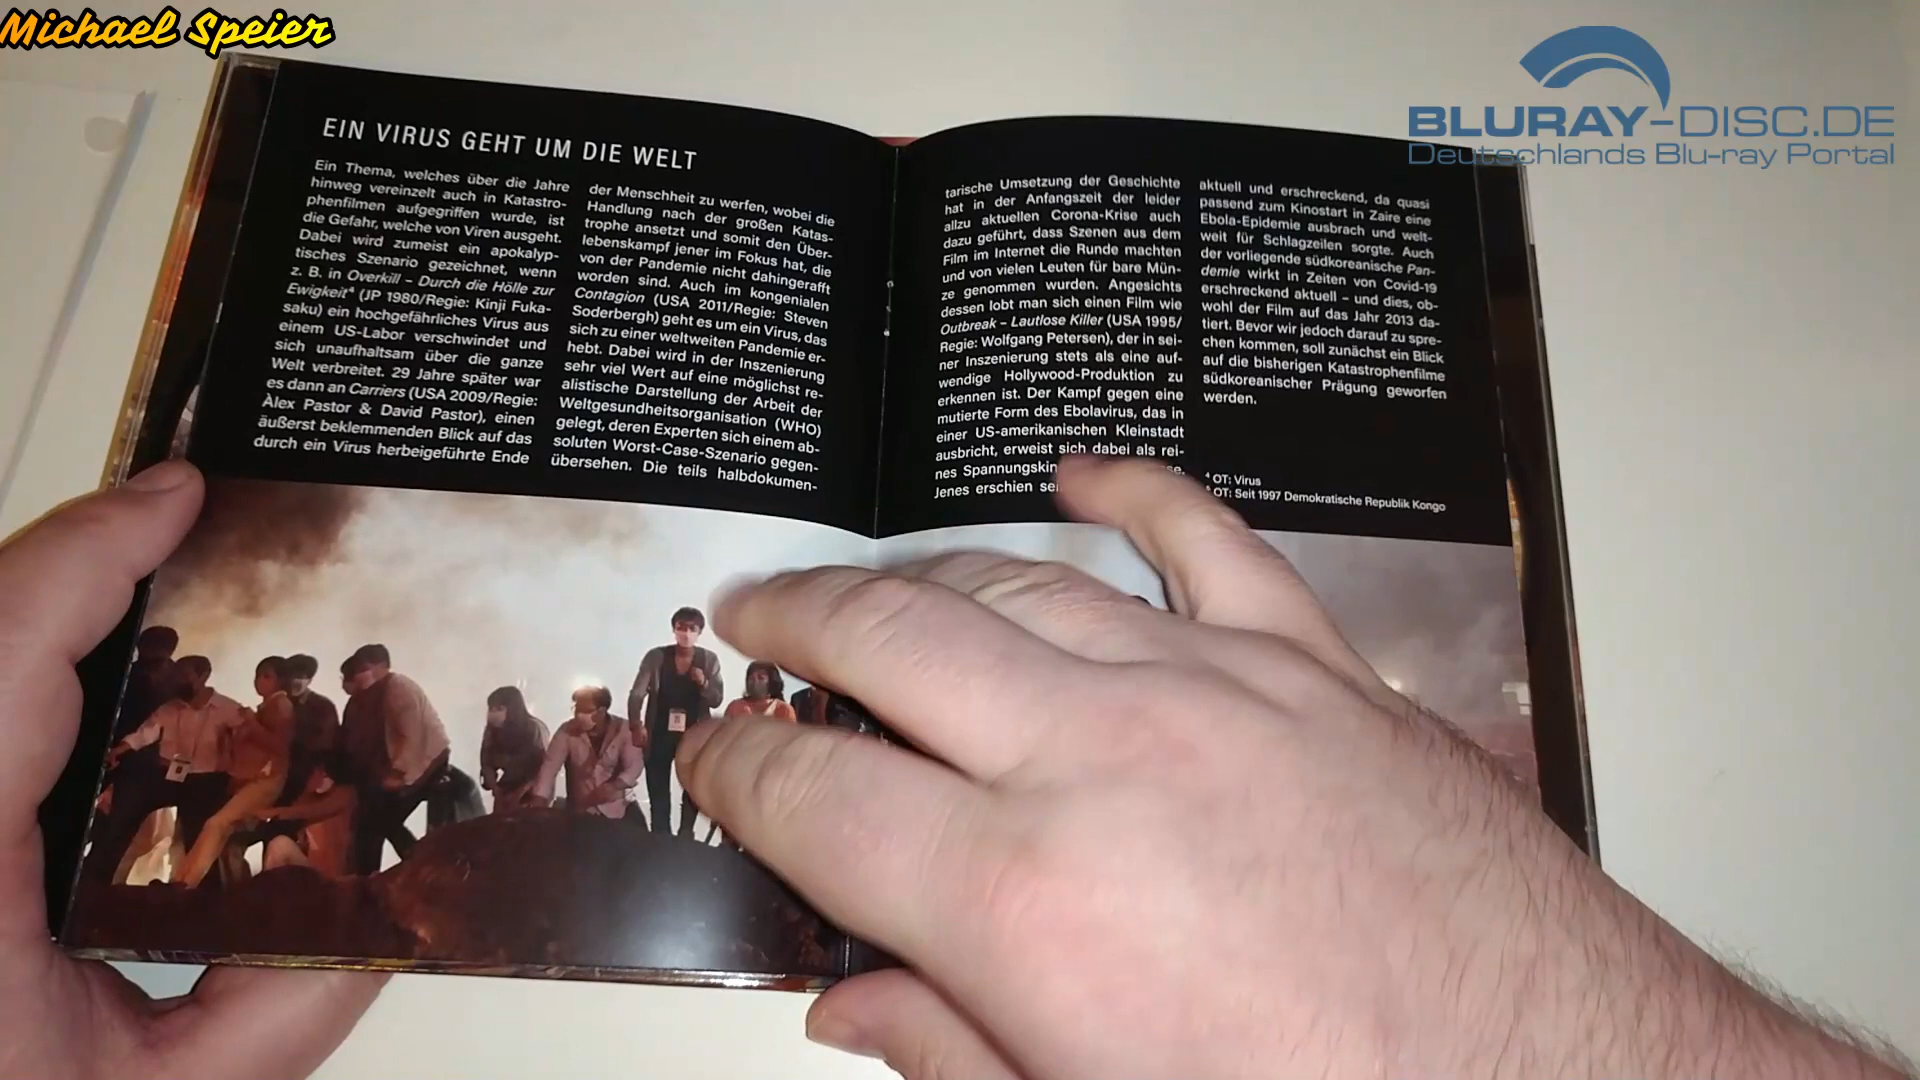 Michael Speier
BLURAY-DISC.DE
Deutschlands Blu-ray Portal
EIN VIRUS GEHT UM DIE WELT
Ein Thema, welches über die Jahre
hinweg vereinzelt auch in Katastro-
phenfilmen aufgegriffen wurde, ist
die Gefahr, welche von Viren ausgeht.
Dabei wird zumeist ein apokalyp-
tisches Szenario gezeichnet, wenn
z. B. in Overkill – Durch die Hölle zur
Ewigkeit⁴ (JP 1980/Regie: Kinji Fuka-
saku) ein hochgefährliches Virus aus
einem US-Labor verschwindet und
sich unaufhaltsam über die ganze
Welt verbreitet. 29 Jahre später war
es dann an Carriers (USA 2009/Regie:
Àlex Pastor & David Pastor), einen
äußerst beklemmenden Blick auf das
durch ein Virus herbeigeführte Ende
der Menschheit zu werfen, wobei die
Handlung nach der großen Katas-
trophe ansetzt und somit den Über-
lebenskampf jener im Fokus hat, die
von der Pandemie nicht dahingerafft
worden sind. Auch im kongenialen
Contagion (USA 2011/Regie: Steven
Soderbergh) geht es um ein Virus, das
sich zu einer weltweiten Pandemie er-
hebt. Dabei wird in der Inszenierung
sehr viel Wert auf eine möglichst re-
alistische Darstellung der Arbeit der
Weltgesundheitsorganisation (WHO)
gelegt, deren Experten sich einem ab-
soluten Worst-Case-Szenario gegen-
übersehen. Die teils halbdokumen-
tarische Umsetzung der Geschichte
hat in der Anfangszeit der leider
allzu aktuellen Corona-Krise auch
dazu geführt, dass Szenen aus dem
Film im Internet die Runde machten
und von vielen Leuten für bare Mün-
ze genommen wurden. Angesichts
dessen lobt man sich einen Film wie
Outbreak – Lautlose Killer (USA 1995/
Regie: Wolfgang Petersen), der in sei-
ner Inszenierung stets als eine auf-
wendige Hollywood-Produktion zu
erkennen ist. Der Kampf gegen eine
mutierte Form des Ebolavirus, das in
einer US-amerikanischen Kleinstadt
ausbricht, erweist sich dabei als rei-
nes
Jenes erschien
aktuell und erschreckend, da quasi
passend zum Kinostart in Zaire eine
Ebola-Epidemie ausbrach und welt-
weit für Schlagzeilen sorgte. Auch
der vorliegende südkoreanische Pan-
demie wirkt in Zeiten von Covid-19
erschreckend aktuell – und dies, ob-
wohl der Film auf das Jahr 2013 da-
tiert. Bevor wir jedoch darauf zu spre-
chen kommen, soll zunächst ein Blick
auf die bisherigen Katastrophenfilme
südkoreanischer Prägung geworfen
werden.
⁴ OT: Virus
OT: Seit 1997 Demokratische Republik Kongo